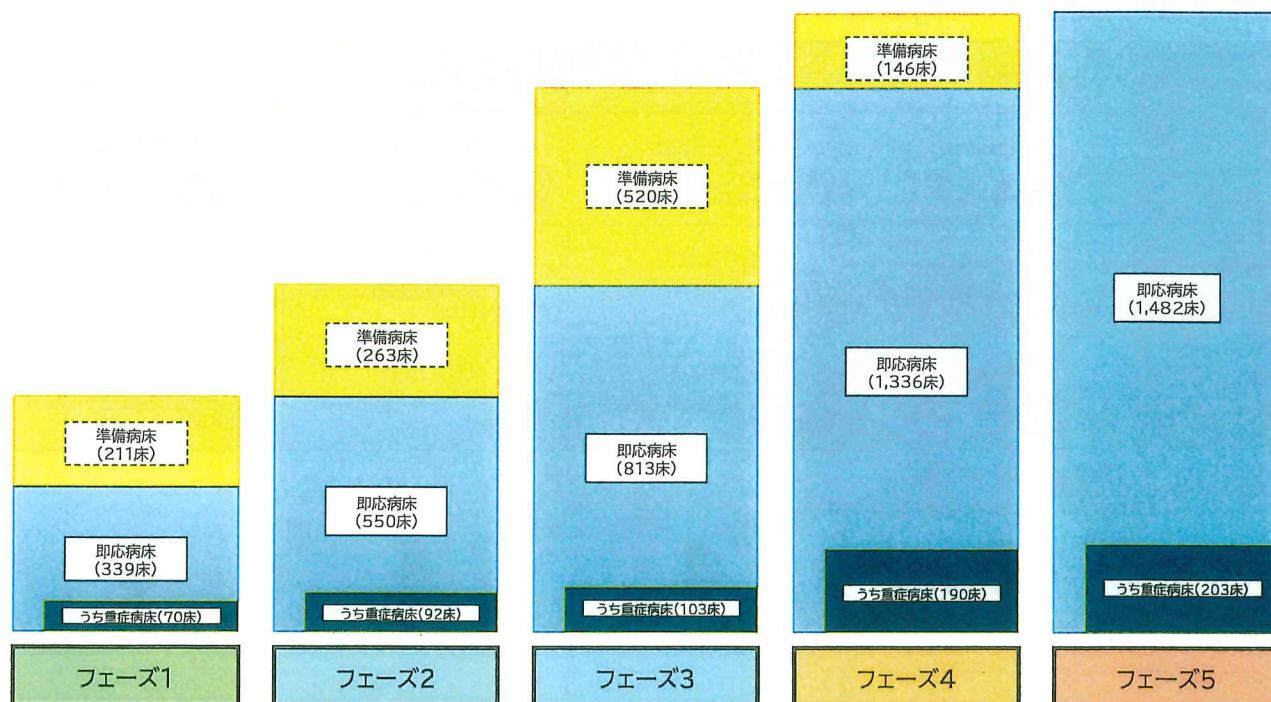 準備病床
(211床)
即応病床
(339床)
うち重症病床(70床)
フェーズ1
準備病床
(263床)
即応病床
(550床)
うち重症病床(92床)
フェーズ2
準備病床
(520床)
即応病床
(813床)
うち重症病床(103床)
フェーズ3
準備病床
(146床)
即応病床
(1,336床)
うち重症病床(190床)
フェーズ4
即応病床
(1,482床)
うち重症病床(203床)
フェーズ5